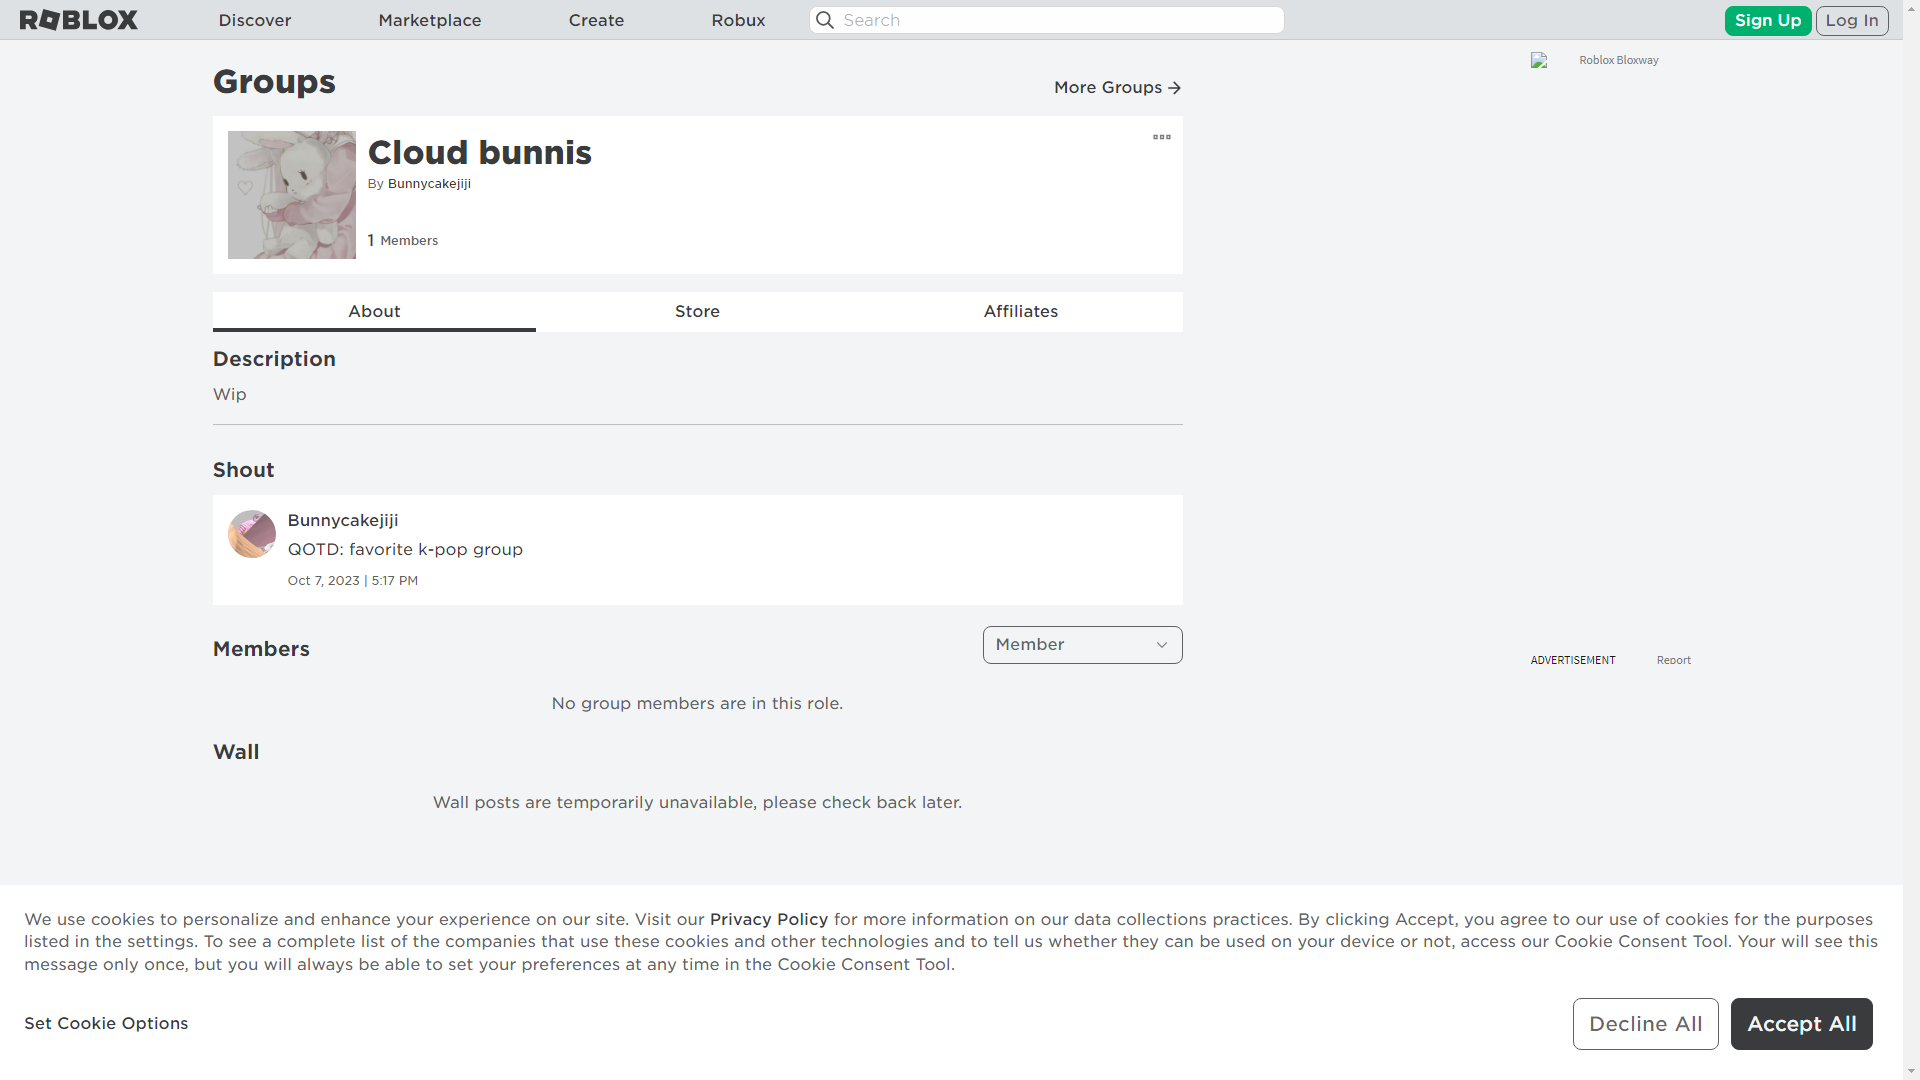 ROBLOX
Discover
Marketplace
Create
Robux
Search
Sign Up
Log In
Roblox Bloxway
Groups
More Groups
Cloud bunnis
By Bunnycakejiji
1 Members
About
Store
Affiliates
Description
Wip
Shout
Bunnycakejiji
QOTD: favorite k-pop group
Oct 7, 2023 | 5:17 PM
Members
Member
ADVERTISEMENT
Report
No group members are in this role.
Wall
Wall posts are temporarily unavailable, please check back later.
We use cookies to personalize and enhance your experience on our site. Visit our Privacy Policy for more information on our data collections practices. By clicking Accept, you agree to our use of cookies for the purposes
listed in the settings. To see a complete list of the companies that use these cookies and other technologies and to tell us whether they can be used on your device or not, access our Cookie Consent Tool. Your will see this
message only once, but you will always be able to set your preferences at any time in the Cookie Consent Tool.
Set Cookie Options
Decline All
Accept All